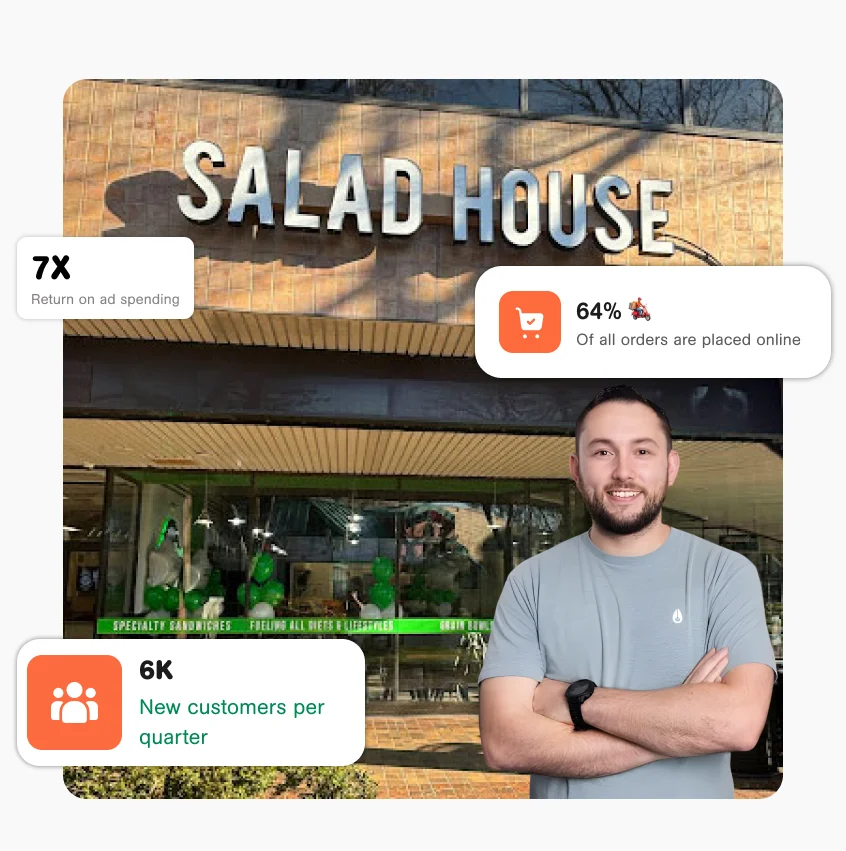 SALAD HOUSE
7X
Return on ad spending
64%
Of all orders are placed online
SPECIALTY SANDWICHES FUELING ALL DIETS & LIFESTYLES GRAIN BOWLS
6K
New customers per
quarter